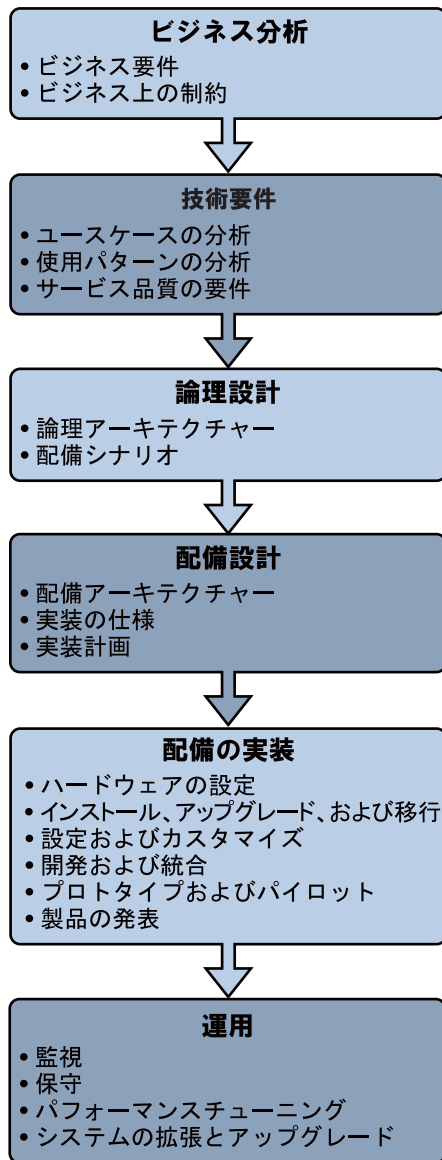 ビジネス分析
• ビジネス要件
• ビジネス上の制約
技術要件
• ユースケースの分析
• 使用パターンの分析
• サービス品質の要件
論理設計
• 論理アーキテクチャー
• 配備シナリオ
配備設計
• 配備アーキテクチャー
• 実装の仕様
• 実装計画
配備の実装
• ハードウェアの設定
• インストール、アップグレード、および移行
• 設定およびカスタマイズ
• 開発および統合
• プロトタイプおよびパイロット
• 製品の発表
運用
• 監視
• 保守
• パフォーマンスチューニング
• システムの拡張とアップグレード